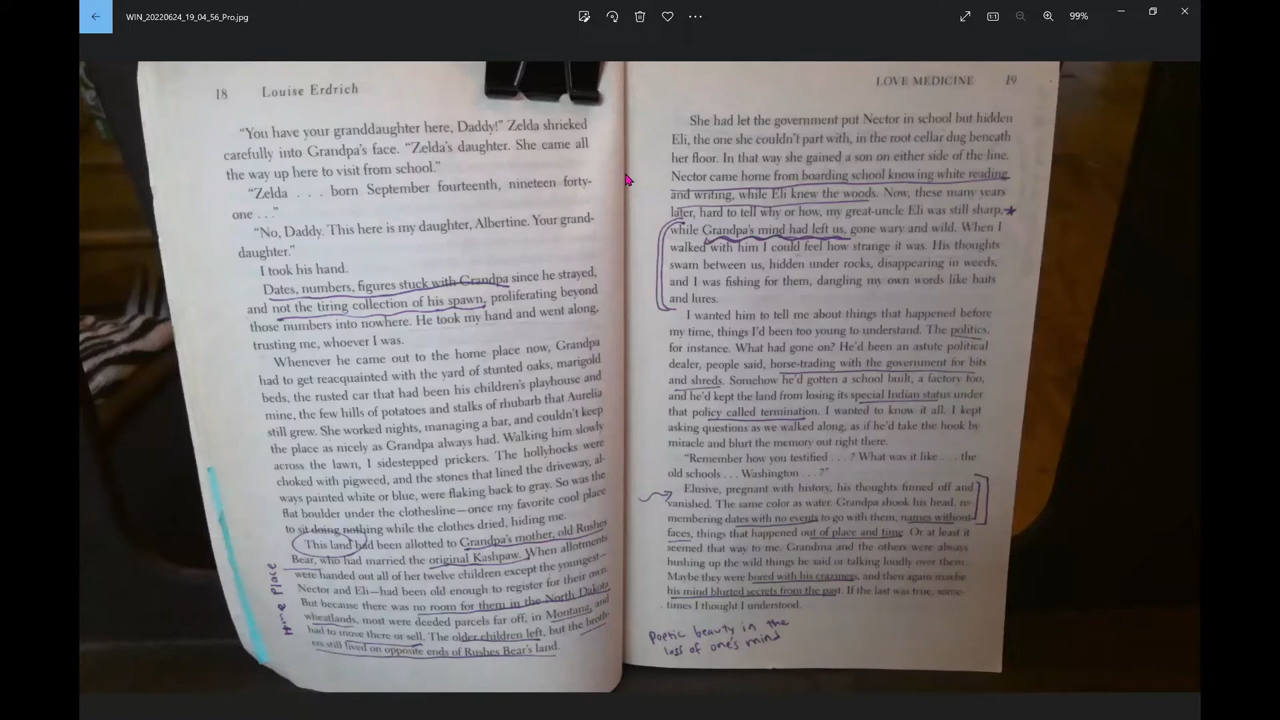 WIN_20220624_19_04_56_Pro.jpg
99%
18 Louise Erdrich
“You have your granddaughter here, Daddy!” Zelda shrieked
carefully into Grandpa's face. “Zelda's daughter. She came all
the way up here to visit from school.”
“Zelda . . . born September fourteenth, nineteen forty-
one . . .”
“No, Daddy. This here is my daughter, Albertine. Your grand-
daughter.”
I took his hand.
Dates, numbers, figures stuck with Grandpa since he strayed,
and not the tiring collection of his spawn, proliferating beyond
those numbers into nowhere. He took my hand and went along,
trusting me, whoever I was.
Whenever he came out to the home place now, Grandpa
had to get reacquainted with the yard of stunted oaks, marigold
beds, the rusted car that had been his children's playhouse and
mine, the few hills of potatoes and stalks of rhubarb that Aurelia
still grew. She worked nights, managing a bar, and couldn't keep
the place as nicely as Grandpa always had. Walking him slowly
across the lawn, I sidestepped prickers. The hollyhocks were
choked with pigweed, and the stones that lined the driveway, al-
ways painted white or blue, were flaking back to gray. So was the
flat boulder under the clothesline—once my favorite cool place
to sit doing nothing while the clothes dried, hiding me.
This land had been allotted to Grandpa's mother, old Rushes
Bear, who had married the original Kashpaw. When allotments
were handed out all of her twelve children except the youngest—
Nector and Eli—had been old enough to register for their own.
But because there was no room for them in the North Dakota
wheatlands, most were deeded parcels far off, in Montana, and
had to move there or sell. The older children left, but the broth-
ers still lived on opposite ends of Rushes Bear's land.
Home Place
LOVE MEDICINE 19
She had let the government put Nector in school but hidden
Eli, the one she couldn't part with, in the root cellar dug beneath
her floor. In that way she gained a son on either side of the line.
Nector came home from boarding school knowing white reading
and writing, while Eli knew the woods. Now, these many years
later, hard to tell why or how, my great-uncle Eli was still sharp,
while Grandpa's mind had left us, gone wary and wild. When I
walked with him I could feel how strange it was. His thoughts
swam between us, hidden under rocks, disappearing in weeds,
and I was fishing for them, dangling my own words like baits
and lures.
I wanted him to tell me about things that happened before
my time, things I'd been too young to understand. The politics,
for instance. What had gone on? He'd been an astute political
dealer, people said, horse-trading with the government for bits
and shreds. Somehow he'd gotten a school built, a factory too,
and he'd kept the land from losing its special Indian status under
that policy called termination. I wanted to know it all. I kept
asking questions as we walked along, as if he'd take the hook by
miracle and blurt the memory out right there.
“Remember how you testified . . . ? What was it like . . . the
old schools . . . Washington . . . ?”
Elusive, pregnant with history, his thoughts finned off and
vanished. The same color as water. Grandpa shook his head, re-
membering dates with no events to go with them, names without
faces, things that happened out of place and time. Or at least it
seemed that way to me. Grandma and the others were always
hushing up the wild things he said or talking loudly over them.
Maybe they were bored with his craziness, and then again maybe
his mind blurted secrets from the past. If the last was true, some-
times I thought I understood.
Poetic beauty in the
loss of one's mind